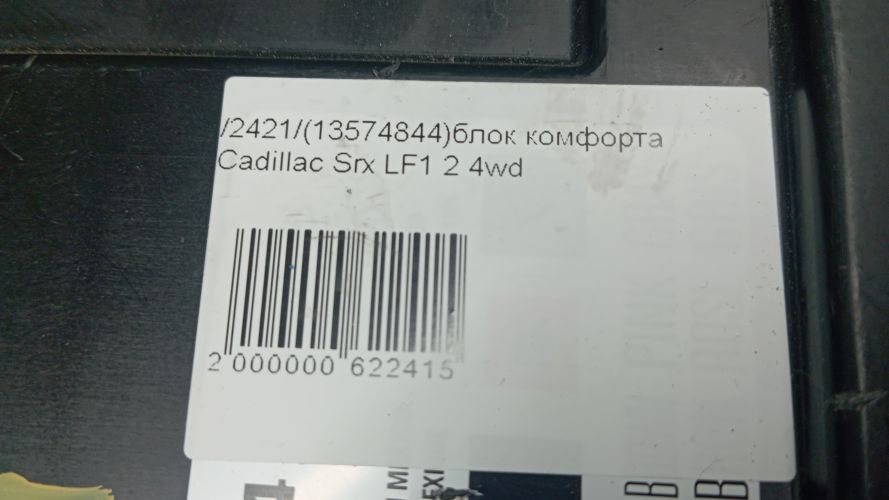 /2421/(13574844)блок комфорта
Cadillac Srx LF1 2 4wd
2 000000 622415